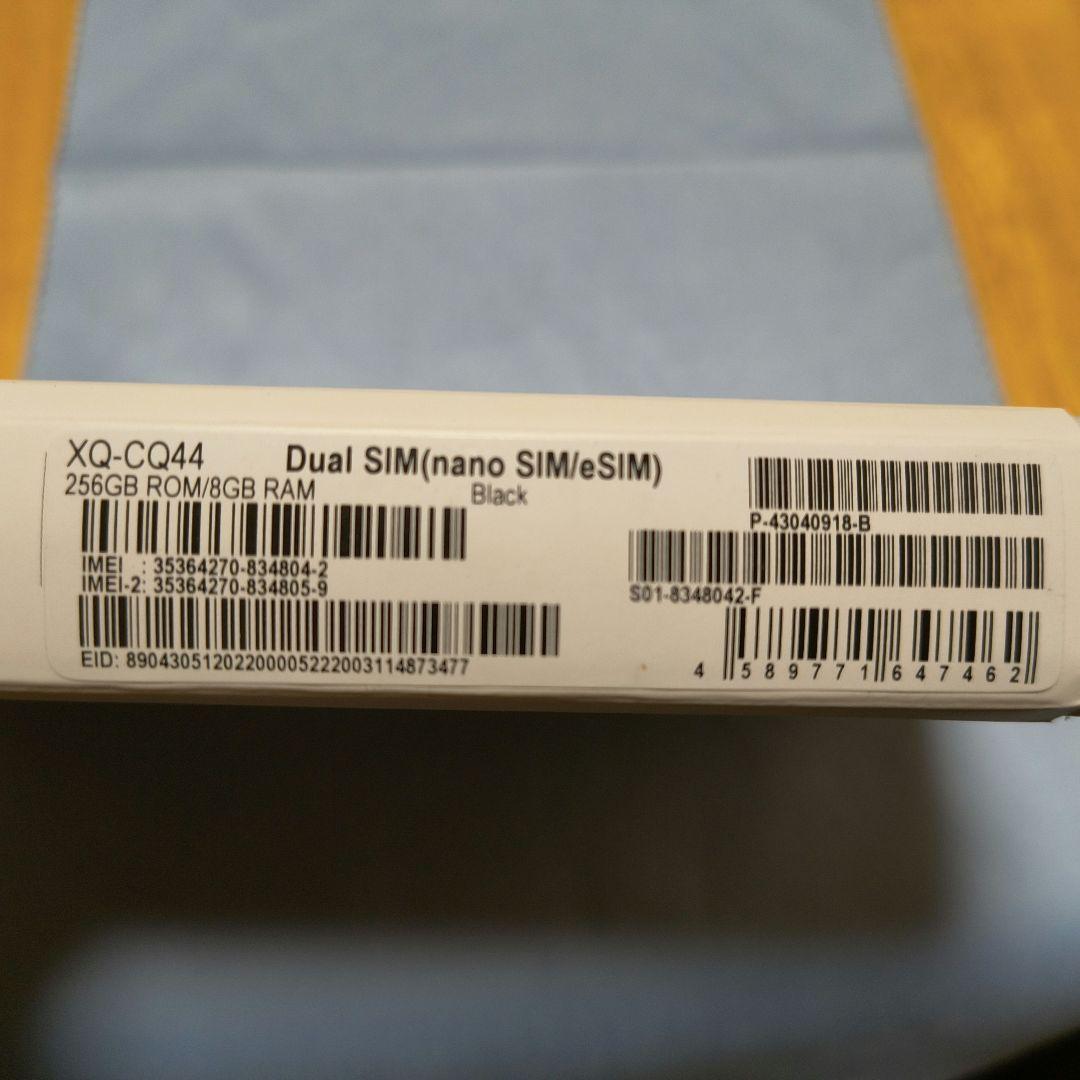 XQ-CQ44
Dual SIM(nano SIM/eSIM)
256GB ROM/8GB RAM
Black
P-43040918-B
IMEI : 35364270-834804-2
IMEI-2: 35364270-834805-9
S01-8348042-F
EID: 89043051202200005222003114873477
4 589771 647462